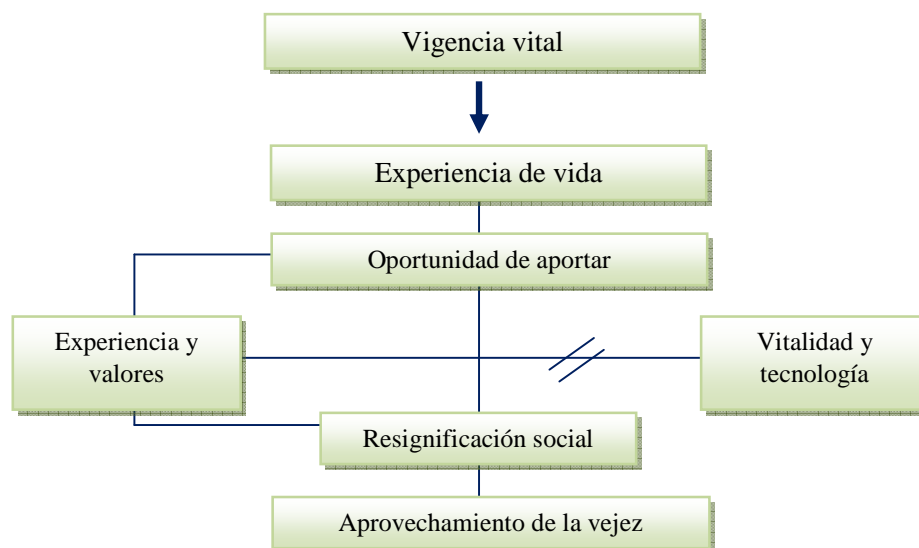 Vigencia vital
Experiencia de vida
Oportunidad de aportar
Experiencia y
valores
Vitalidad y
tecnología
Resignificación social
Aprovechamiento de la vejez